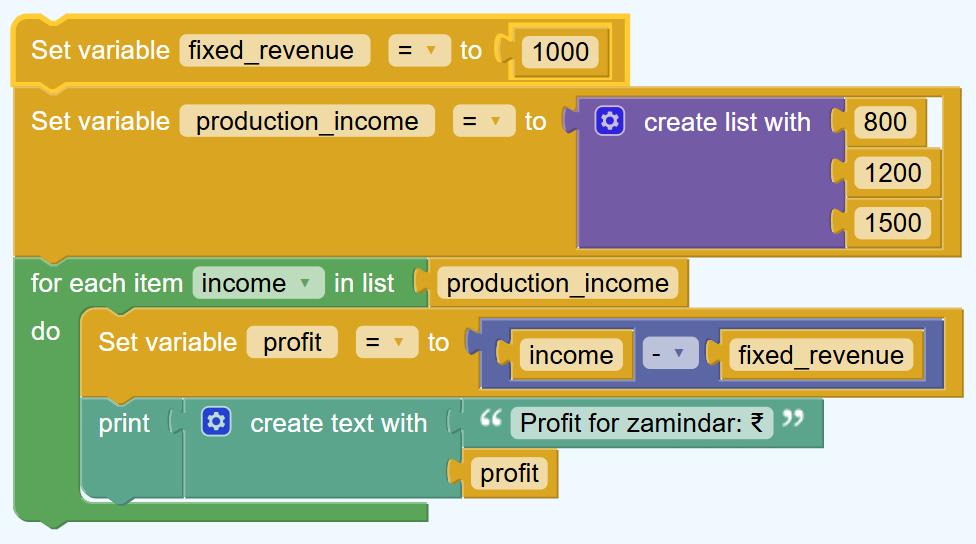 Set variable fixed_revenue = to 1000
Set variable production_income = to create list with 800
1200
1500
for each item income in list production_income
do
Set variable profit = to income - fixed_revenue
print create text with “ Profit for zamindar: ₹ ”
profit